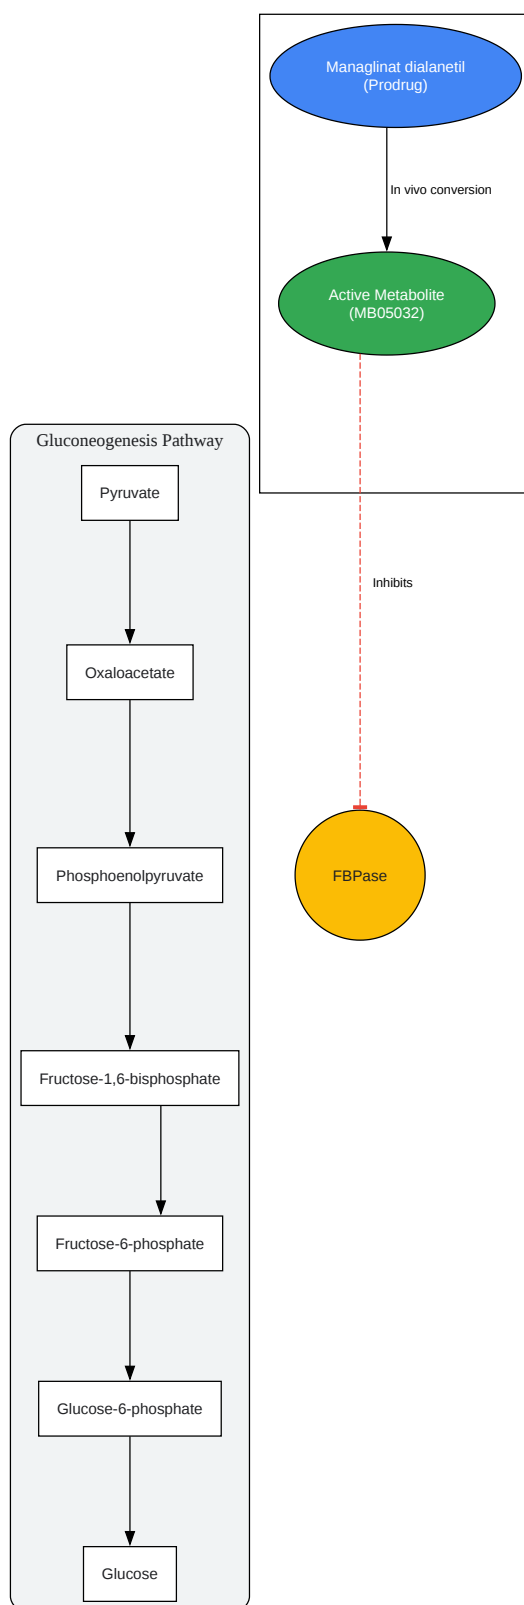 Managlinat dialanetil
(Prodrug)
In vivo conversion
Active Metabolite
(MB05032)
Gluconeogenesis Pathway
Pyruvate
Inhibits
Oxaloacetate
Phosphoenolpyruvate
FBPase
Fructose-1,6-bisphosphate
Fructose-6-phosphate
Glucose-6-phosphate
Glucose